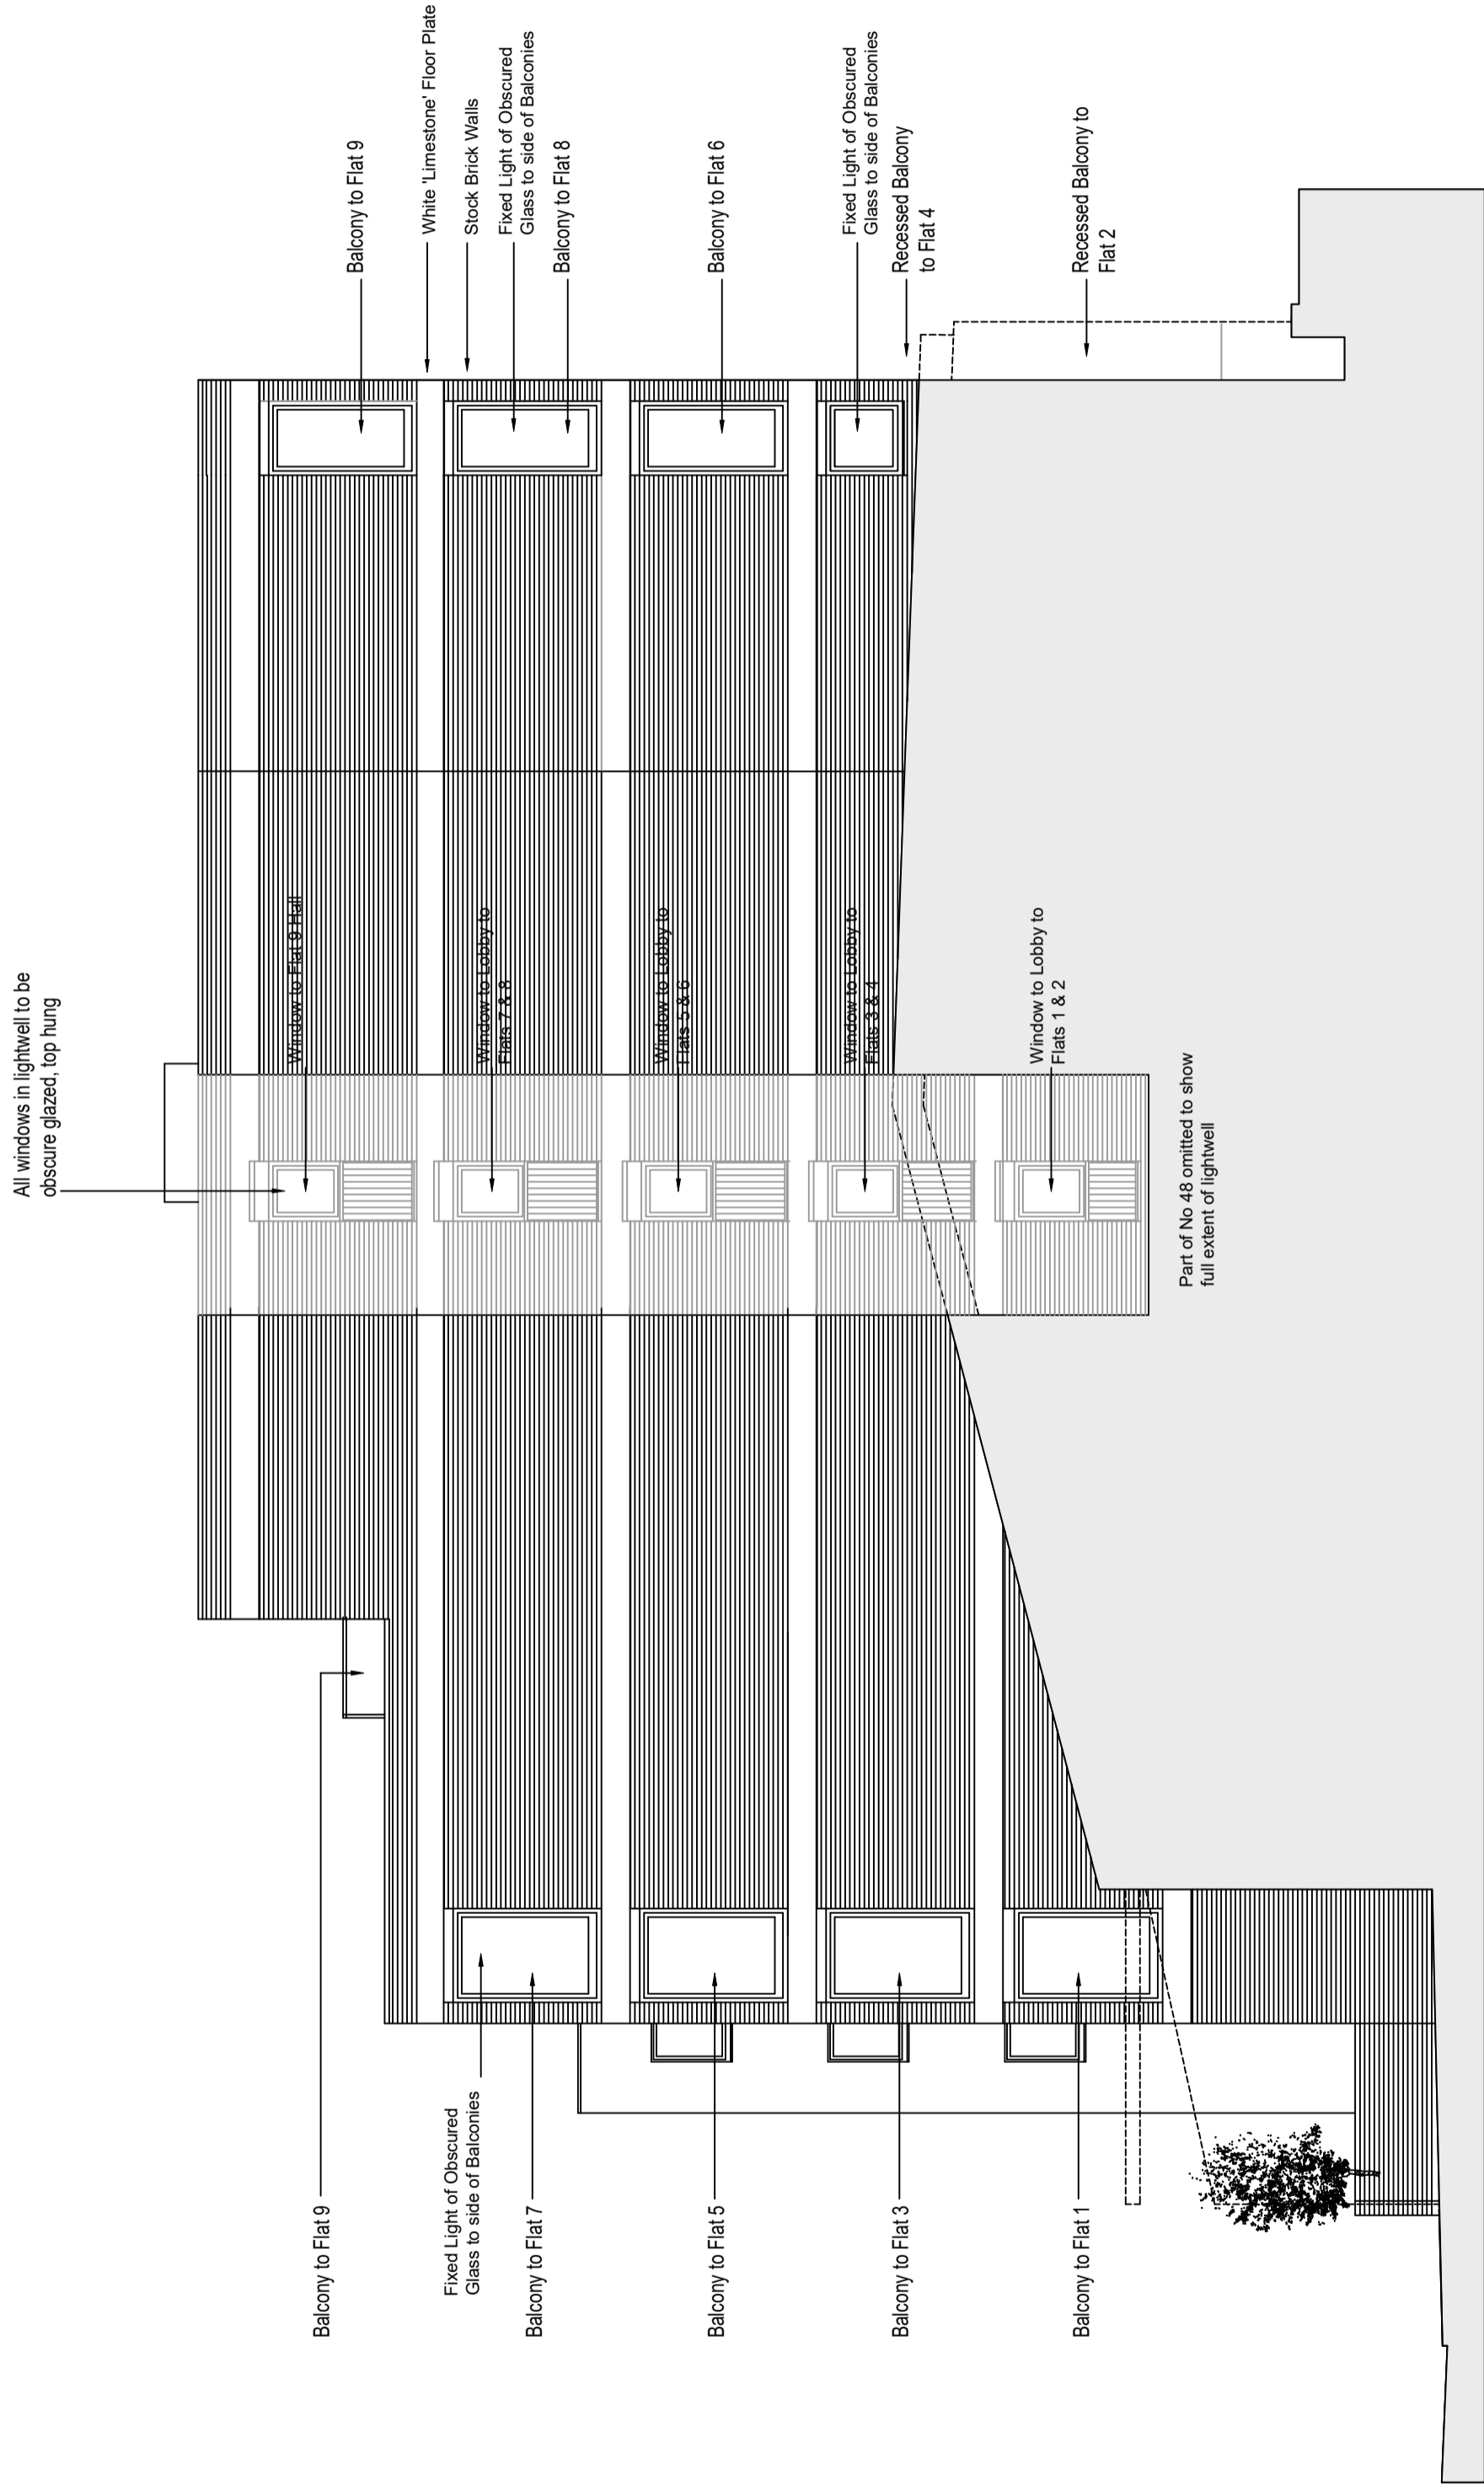 All windows in lightwell to be
obscure glazed, top hung
Balcony to Flat 9
White 'Limestone' Floor Plate
Stock Brick Walls
Fixed Light of Obscured
Glass to side of Balconies
Balcony to Flat 8
Balcony to Flat 6
Fixed Light of Obscured
Glass to side of Balconies
Recessed Balcony
to Flat 4
Recessed Balcony to
Flat 2
Window to Flat 9 Hall
Window to Lobby to
Flats 7 & 8
Window to Lobby to
Flats 5 & 6
Window to Lobby to
Flats 3 & 4
Window to Lobby to
Flats 1 & 2
Part of No 48 omitted to show
full extent of lightwell
Balcony to Flat 9
Fixed Light of Obscured
Glass to side of Balconies
Balcony to Flat 7
Balcony to Flat 5
Balcony to Flat 3
Balcony to Flat 1